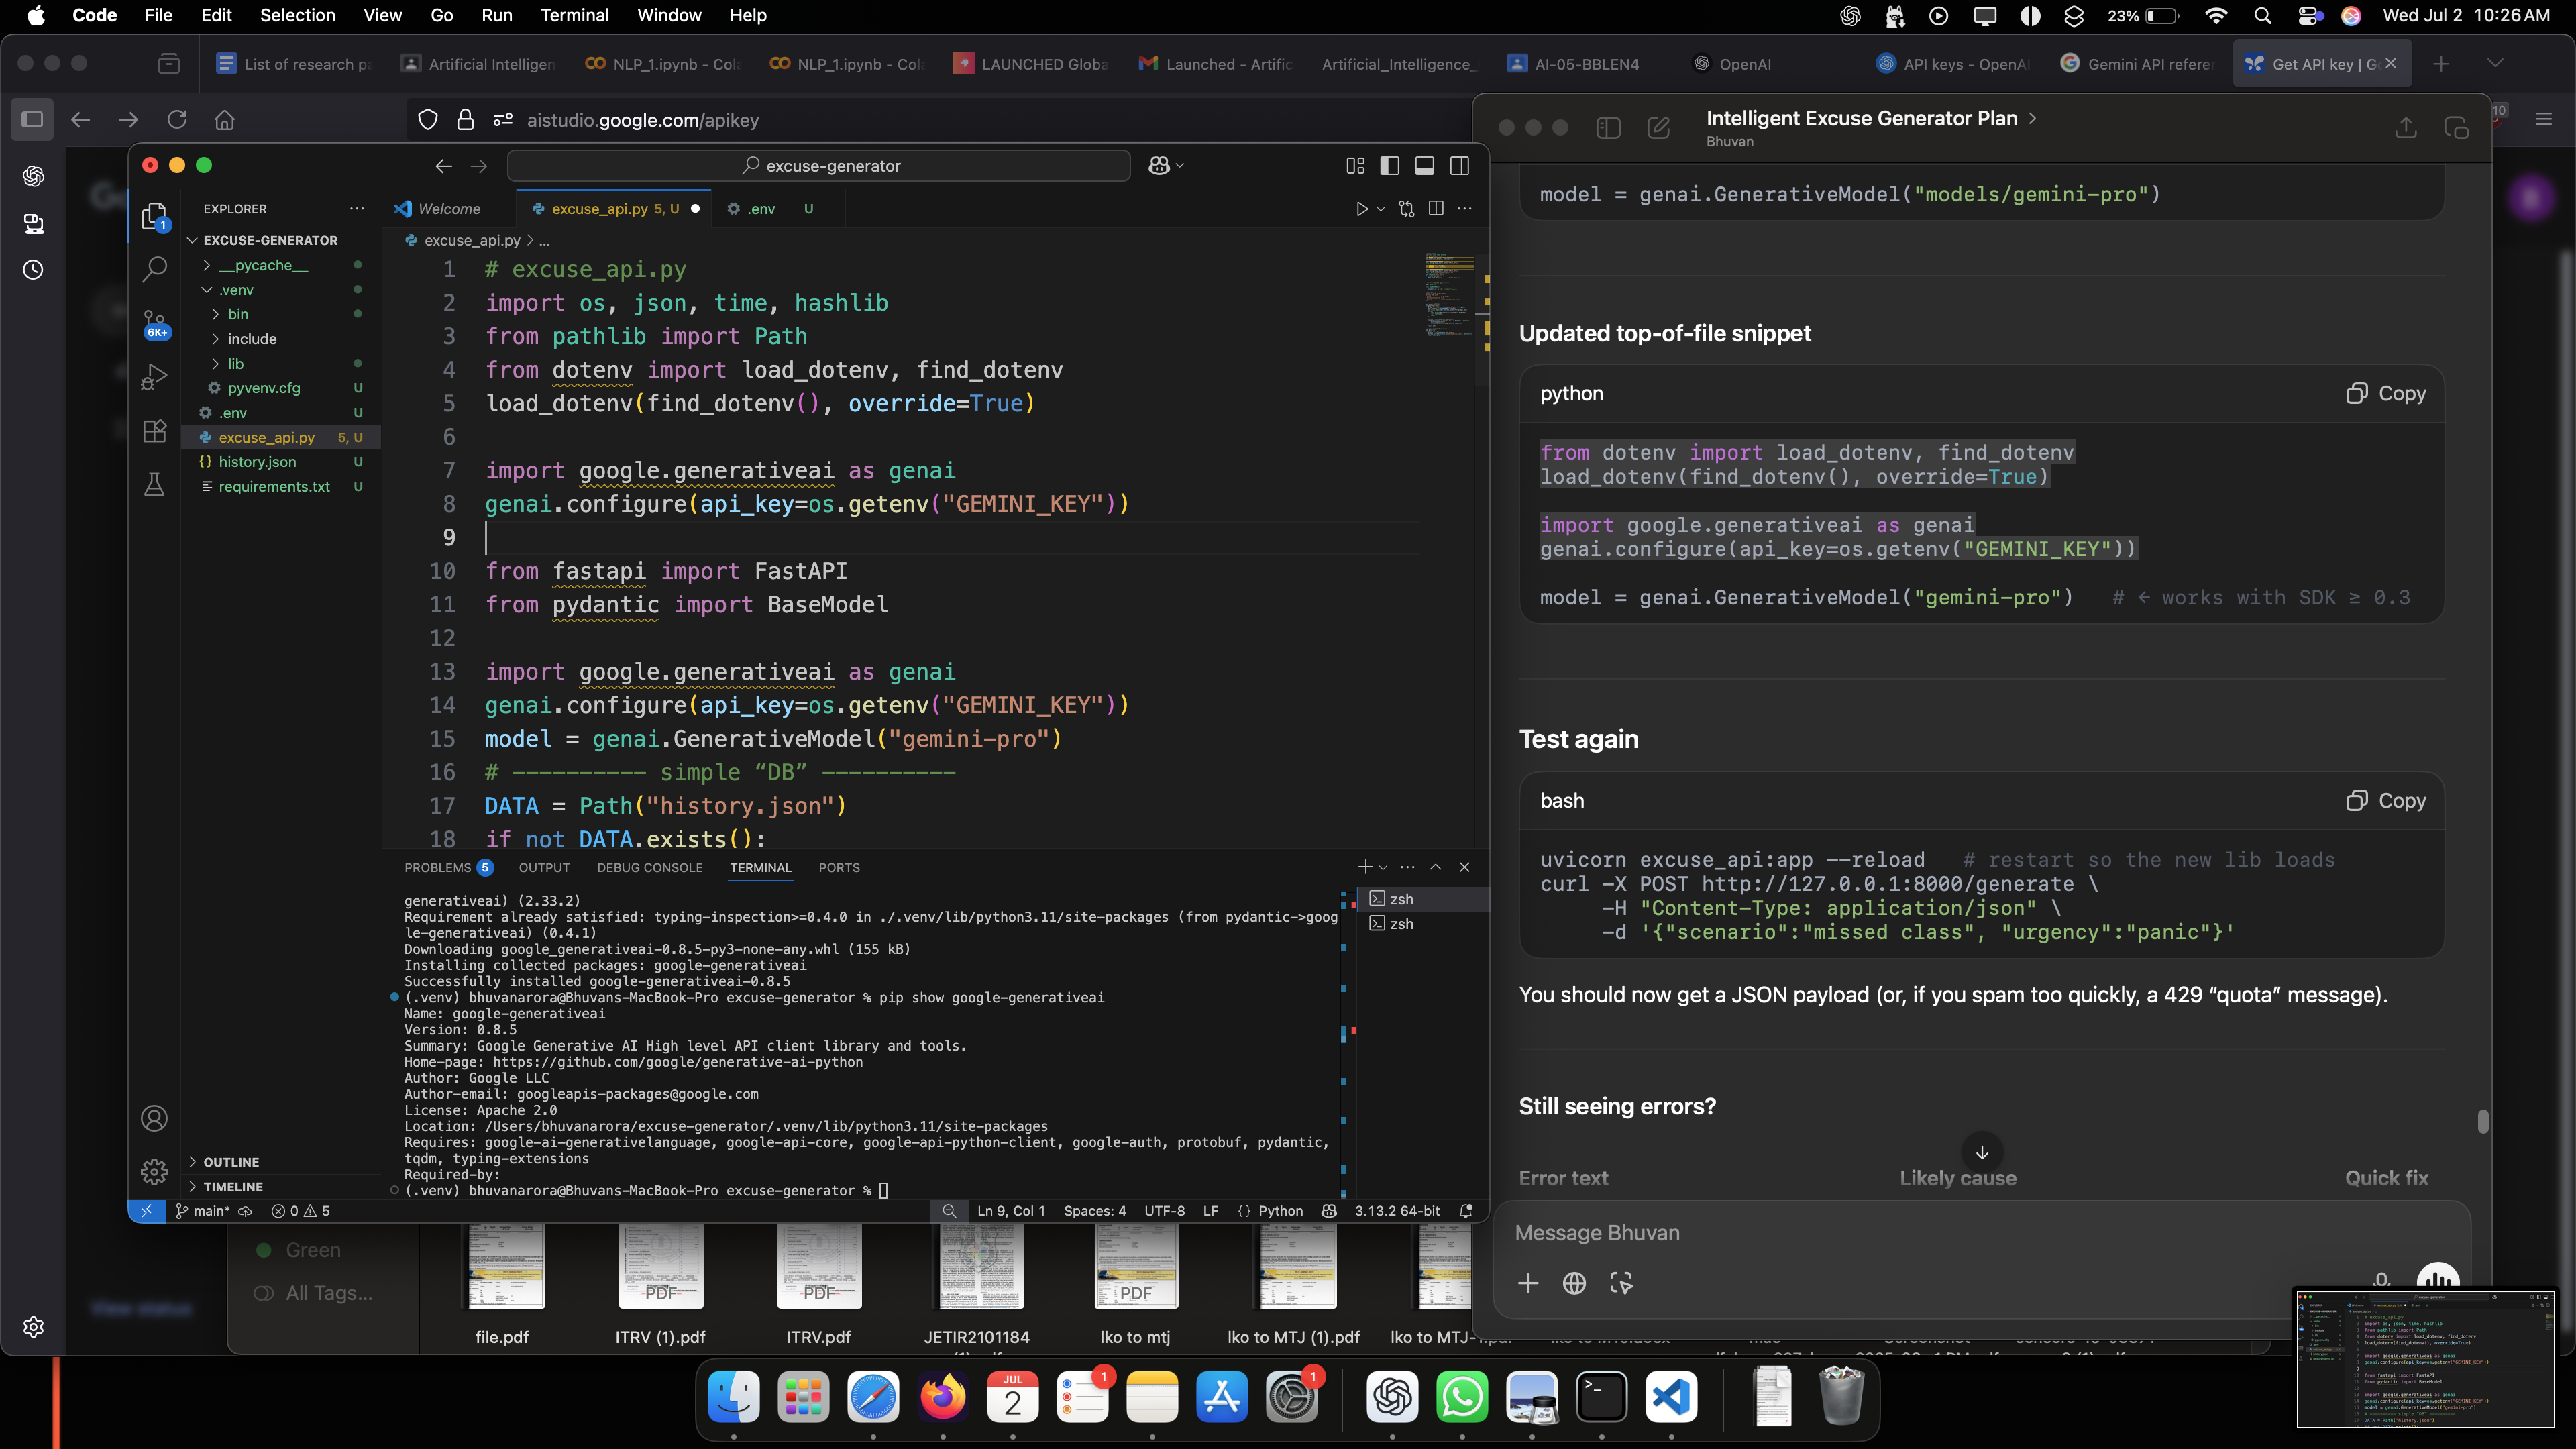 Code File Edit Selection View Go Run Terminal Window Help
23% Wed Jul 2 10:26 AM
List of research pa
Artificial Intelligen
NLP_1.ipynb - Cola
NLP_1.ipynb - Cola
LAUNCHED Globa
Launched - Artific
Artificial_Intelligence_
AI-05-BBLEN4
OpenAI
API keys - OpenAI
Gemini API referen
Get API key | G
aistudio.google.com/apikey
10
excuse-generator
EXPLORER
EXCUSE-GENERATOR
__pycache__
.venv
bin
include
lib
pyvenv.cfg U
.env U
excuse_api.py 5, U
{} history.json U
requirements.txt U
OUTLINE
TIMELINE
1
6K+
Welcome
excuse_api.py 5, U
.env U
excuse_api.py > ...
1 # excuse_api.py
2 import os, json, time, hashlib
3 from pathlib import Path
4 from dotenv import load_dotenv, find_dotenv
5 load_dotenv(find_dotenv(), override=True)
6
7 import google.generativeai as genai
8 genai.configure(api_key=os.getenv("GEMINI_KEY"))
9
10 from fastapi import FastAPI
11 from pydantic import BaseModel
12
13 import google.generativeai as genai
14 genai.configure(api_key=os.getenv("GEMINI_KEY"))
15 model = genai.GenerativeModel("gemini-pro")
16 # ---------- simple “DB” ----------
17 DATA = Path("history.json")
18 if not DATA.exists():
PROBLEMS 5 OUTPUT DEBUG CONSOLE TERMINAL PORTS
generativeai) (2.33.2)
Requirement already satisfied: typing-inspection>=0.4.0 in ./.venv/lib/python3.11/site-packages (from pydantic->goog
le-generativeai) (0.4.1)
Downloading google_generativeai-0.8.5-py3-none-any.whl (155 kB)
Installing collected packages: google-generativeai
Successfully installed google-generativeai-0.8.5
(.venv) bhuvanarora@Bhuvans-MacBook-Pro excuse-generator % pip show google-generativeai
Name: google-generativeai
Version: 0.8.5
Summary: Google Generative AI High level API client library and tools.
Home-page: https://github.com/google/generative-ai-python
Author: Google LLC
Author-email: googleapis-packages@google.com
License: Apache 2.0
Location: /Users/bhuvanarora/excuse-generator/.venv/lib/python3.11/site-packages
Requires: google-ai-generativelanguage, google-api-core, google-api-python-client, google-auth, protobuf, pydantic,
tqdm, typing-extensions
Required-by:
(.venv) bhuvanarora@Bhuvans-MacBook-Pro excuse-generator %
zsh
zsh
main* 0 5 Ln 9, Col 1 Spaces: 4 UTF-8 LF {} Python 3.13.2 64-bit
Intelligent Excuse Generator Plan >
Bhuvan
model = genai.GenerativeModel("models/gemini-pro")
Updated top-of-file snippet
python Copy
from dotenv import load_dotenv, find_dotenv
load_dotenv(find_dotenv(), override=True)
import google.generativeai as genai
genai.configure(api_key=os.getenv("GEMINI_KEY"))
model = genai.GenerativeModel("gemini-pro") # ← works with SDK ≥ 0.3
Test again
bash Copy
uvicorn excuse_api:app --reload # restart so the new lib loads
curl -X POST http://127.0.0.1:8000/generate \
-H "Content-Type: application/json" \
-d '{"scenario":"missed class", "urgency":"panic"}'
You should now get a JSON payload (or, if you spam too quickly, a 429 “quota” message).
Still seeing errors?
Error text Likely cause Quick fix
Message Bhuvan
View status
Green
All Tags...
PDF
PDF
PDF
file.pdf
ITRV (1).pdf
ITRV.pdf
JETIR2101184
lko to mtj
lko to MTJ (1).pdf
JUL
2
1
1